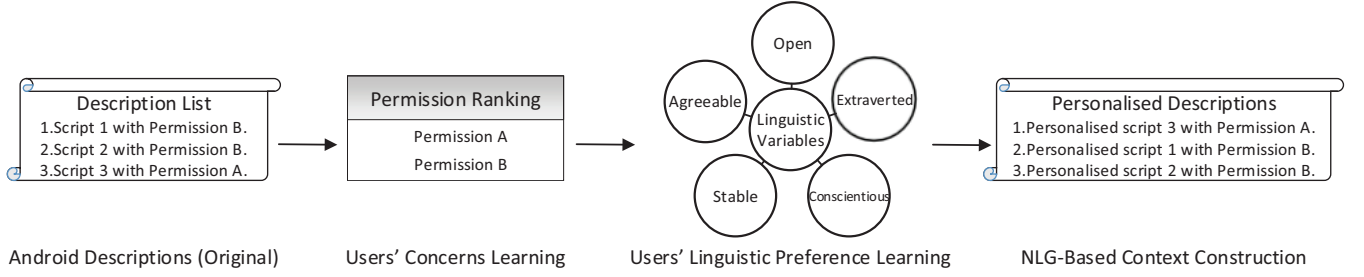 Description List
1.Script 1 with Permission B.
2.Script 2 with Permission B.
3.Script 3 with Permission A.
Android Descriptions (Original)
Permission Ranking
Permission A
Permission B
Users' Concerns Learning
Open
Agreeable
Extraverted
Linguistic
Variables
Stable
Conscientious
Users' Linguistic Preference Learning
Personalised Descriptions
1.Personalised script 3 with Permission A.
2.Personalised script 1 with Permission B.
3.Personalised script 2 with Permission B.
NLG-Based Context Construction